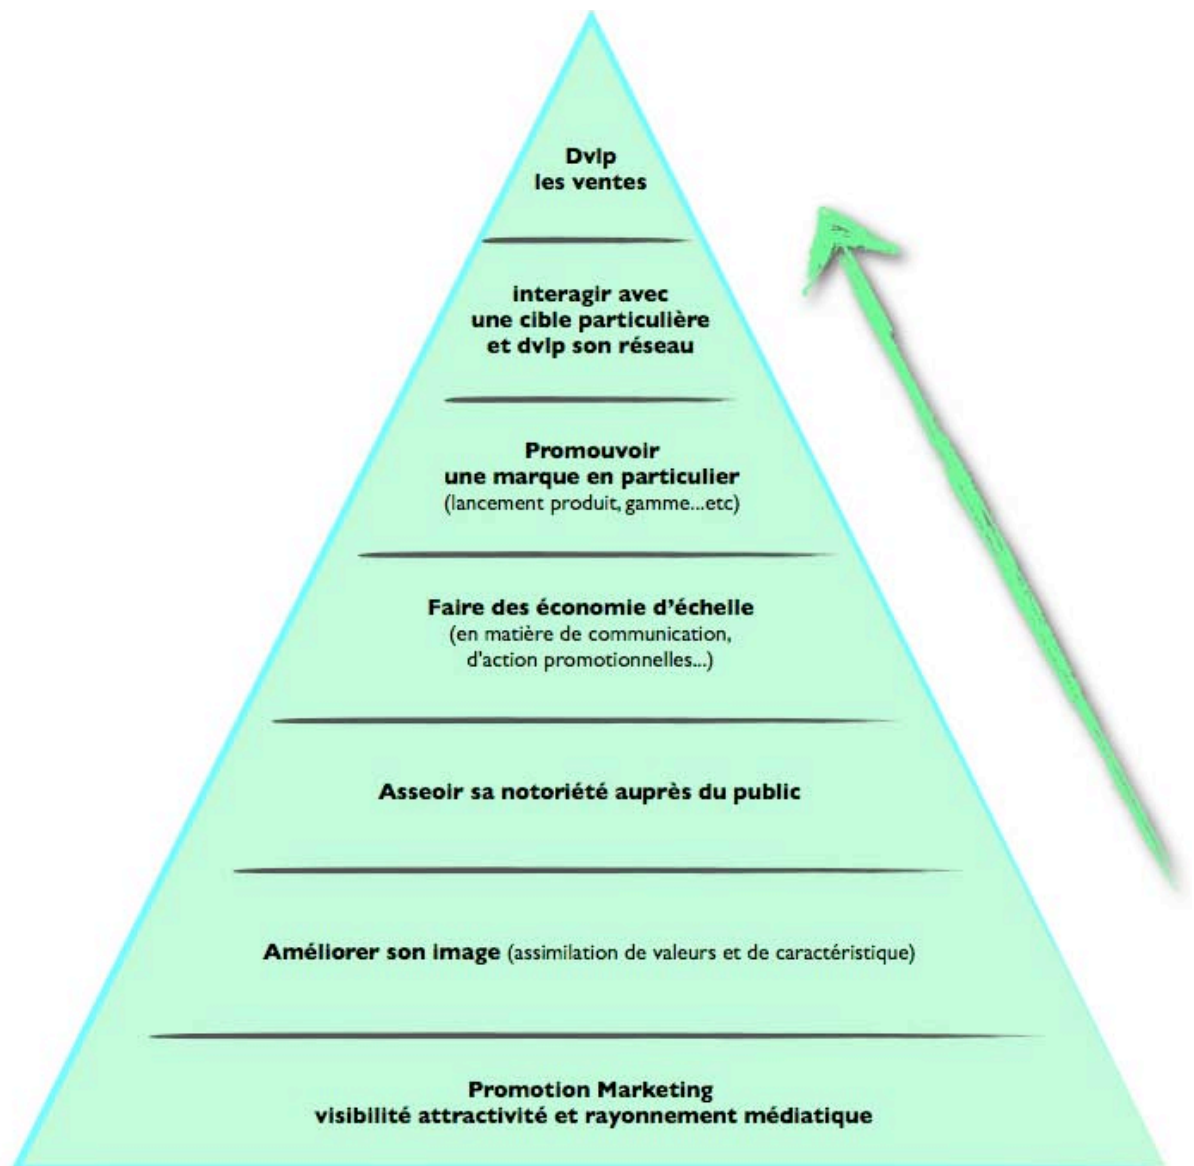 Dvlp
les ventes
interagir avec
une cible particulière
et dvlp son réseau
Promouvoir
une marque en particulier
(lancement produit, gamme...etc)
Faire des économie d'échelle
(en matière de communication,
d'action promotionnelles...)
Asseoir sa notoriété auprès du public
Améliorer son image (assimilation de valeurs et de caractéristique)
Promotion Marketing
visibilité attractivité et rayonnement médiatique